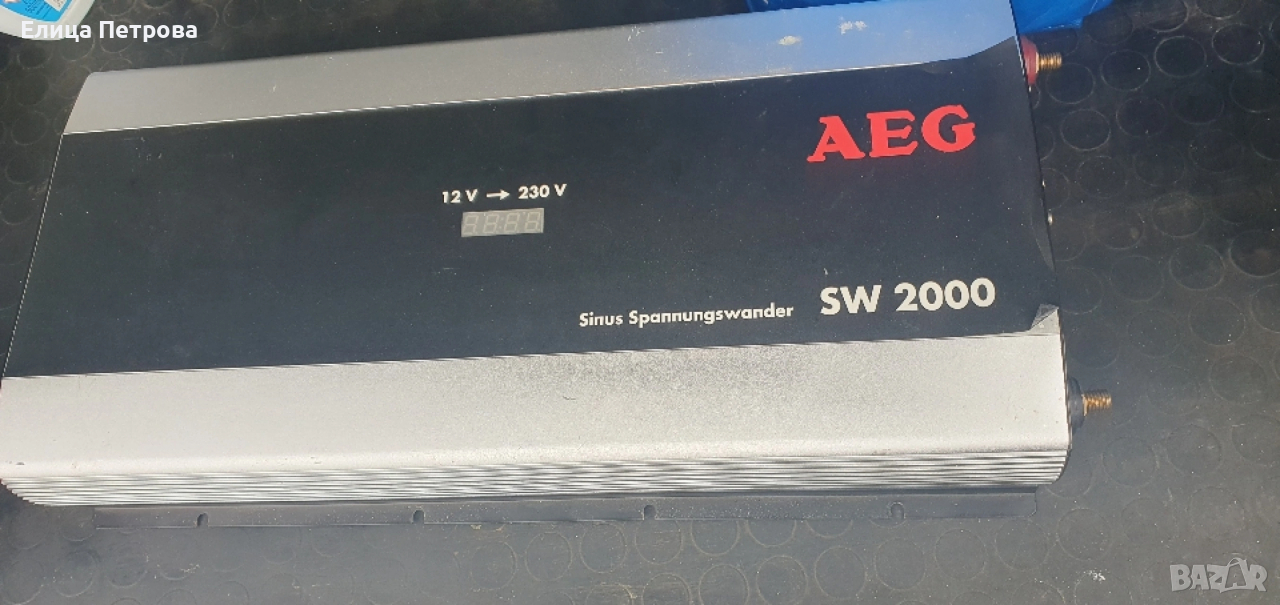 Елица Петрова
AEG
12 V → 230 V
Sinus Spannungswander SW 2000
BAZAR